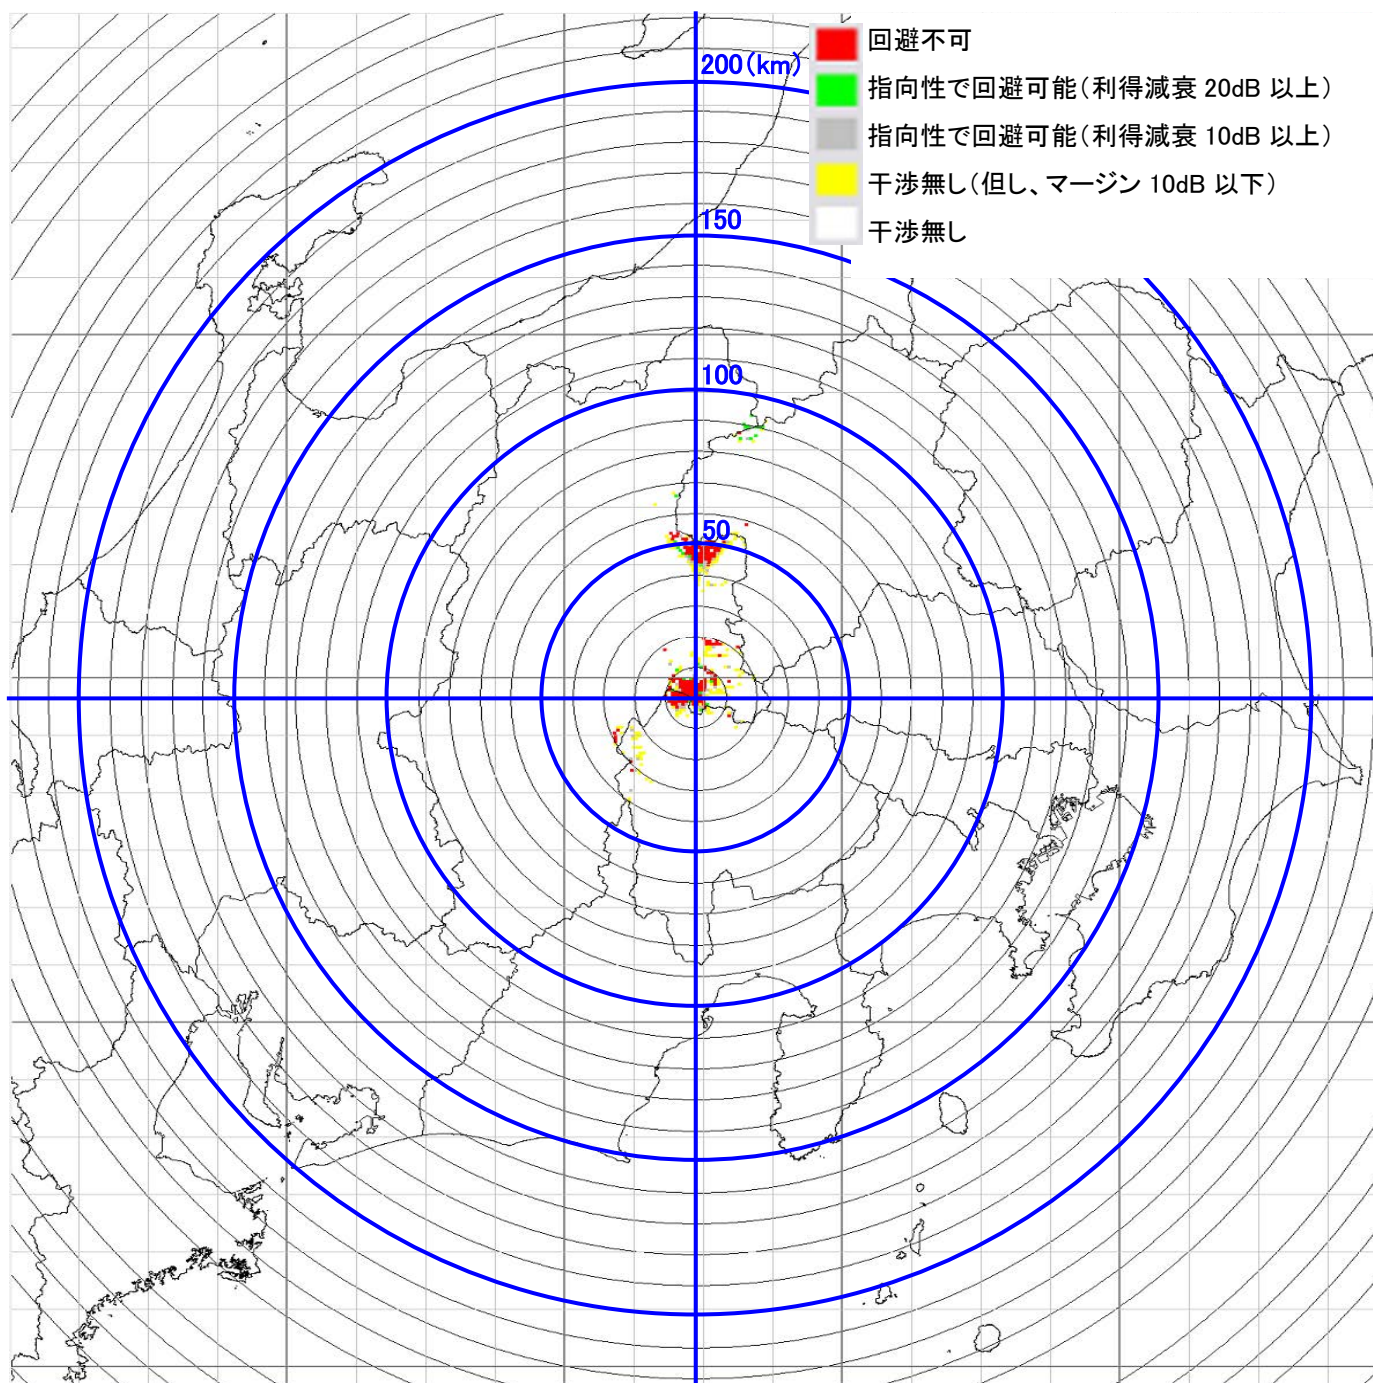 回避不可
200(km)
指向性で回避可能(利得減衰 20dB 以上)
指向性で回避可能(利得減衰 10dB 以上)
干渉無し(但し、マージン 10dB 以下)
干渉無し
150
100
50